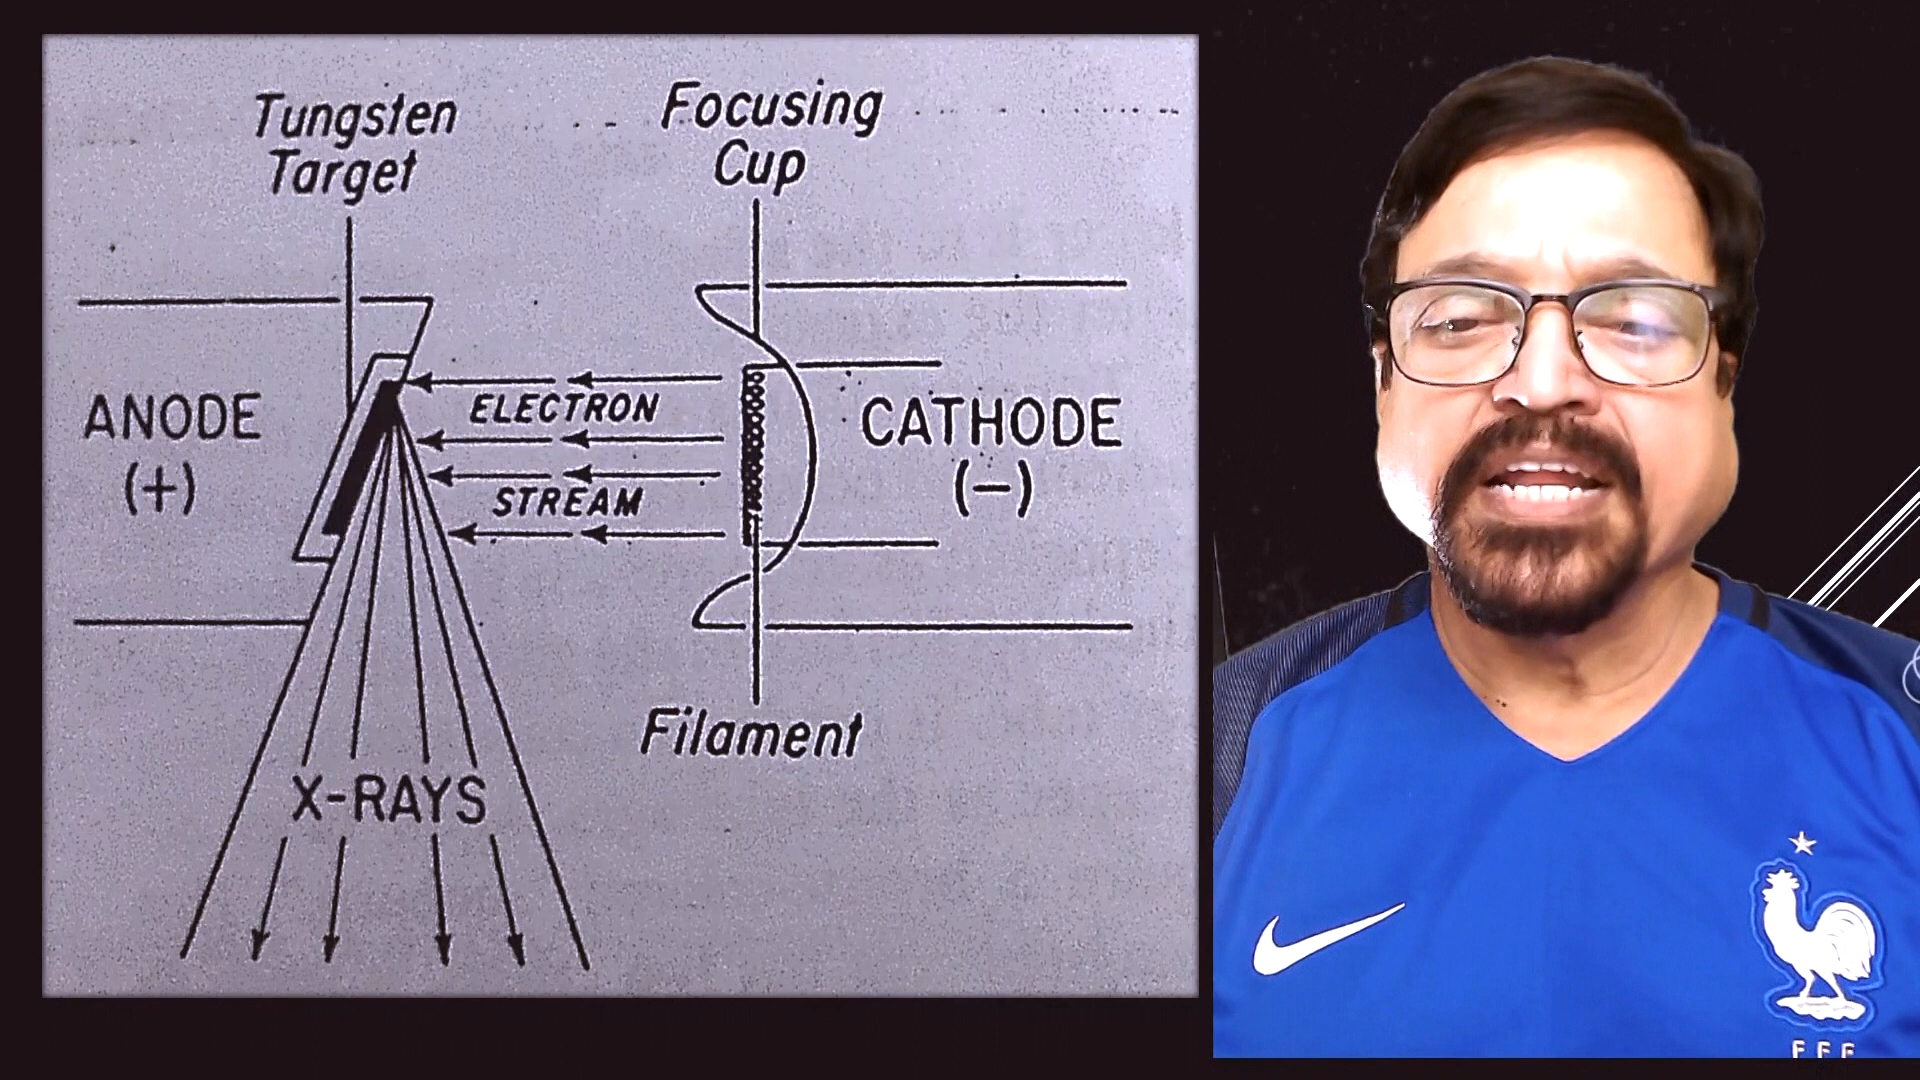 Tungsten
Target
Focusing
Cup
ANODE
(+)
ELECTRON
STREAM
CATHODE
(−)
Filament
X-RAYS
FFF